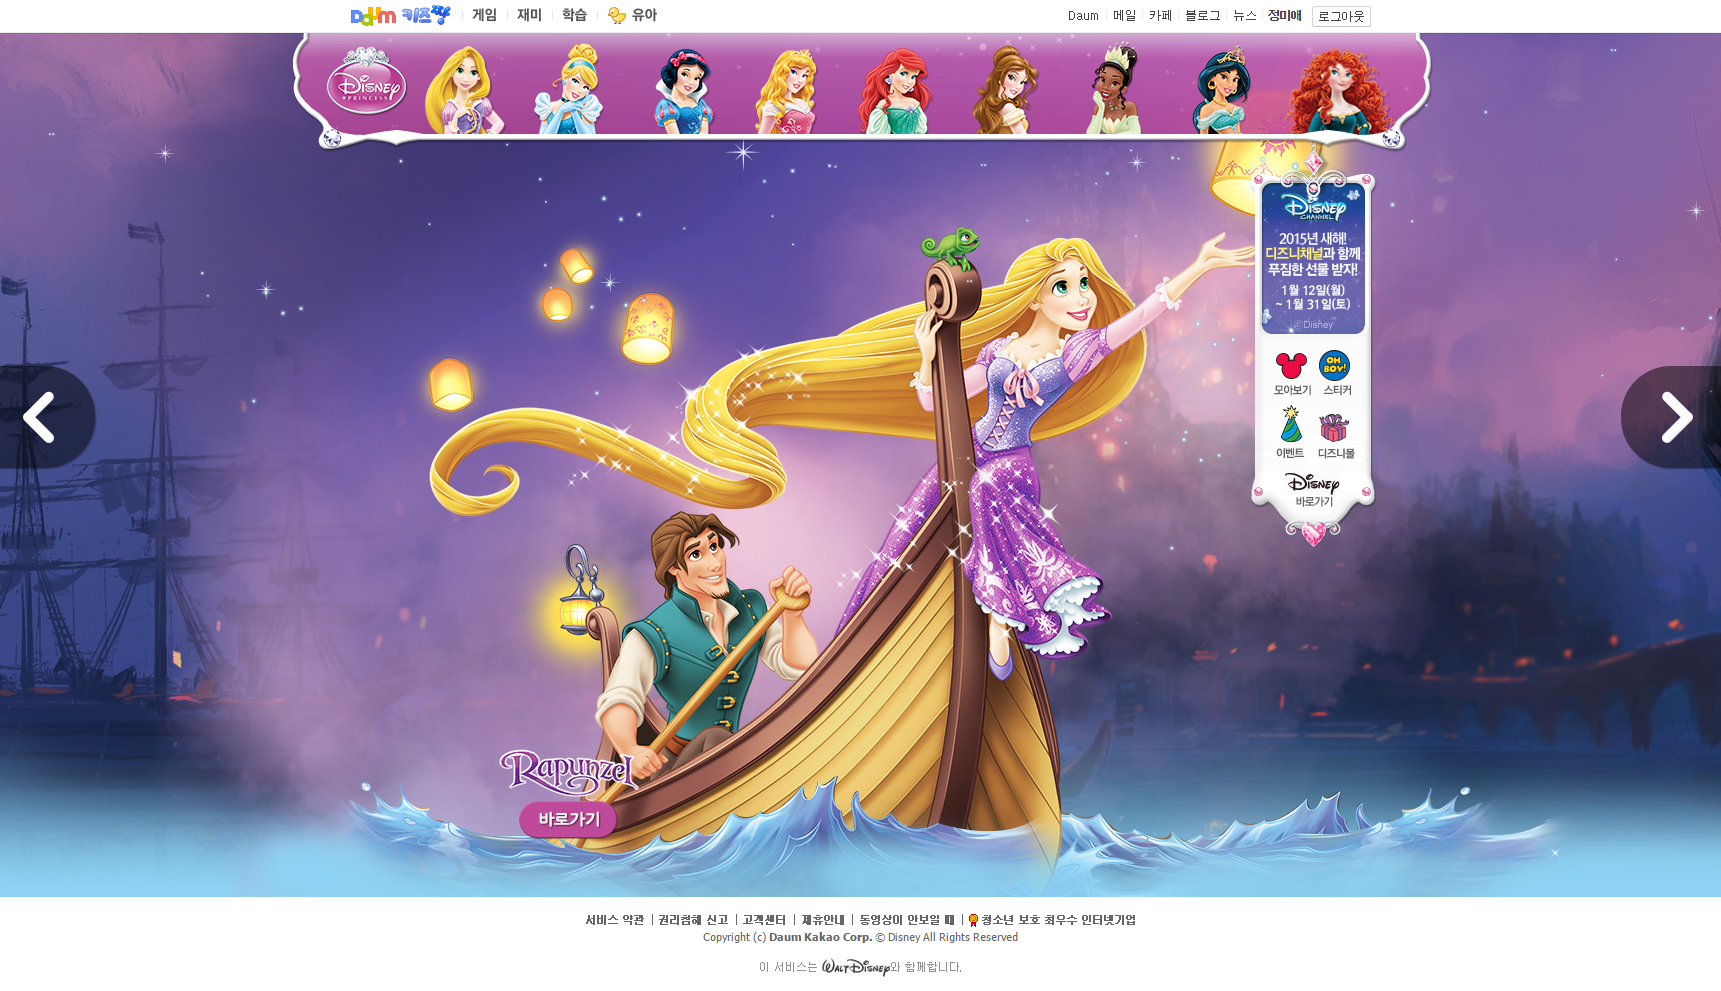 Daum 키즈짱 게임 재미 학습 유아 Daum 메일 카페 블로그 뉴스 정미애 로그아웃
Disney
PRINCESS
Disney
CHANNEL
2015년 새해!
디즈니채널과 함께
푸짐한 선물 받자!
1월 12일(월)
~ 1월 31일(토)
©Disney
OH BOY!
모아보기 스티커
이벤트 디즈니몰
Disney
바로가기
Rapunzel
바로가기
서비스 약관 | 권리침해 신고 | 고객센터 | 제휴안내 | 동영상이 안보일 때 | 청소년 보호 최우수 인터넷기업
Copyright (c) Daum Kakao Corp. © Disney All Rights Reserved
이 서비스는 WALT DISNEY와 함께합니다.